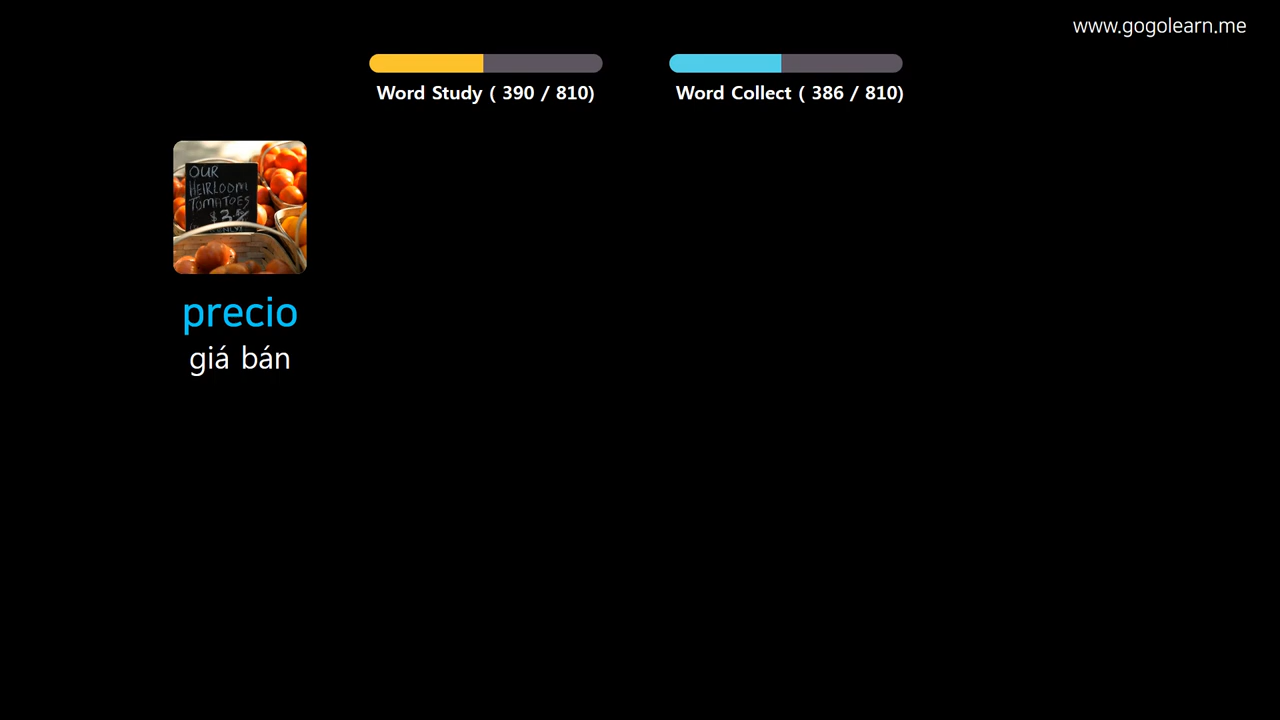 www.gogolearn.me
Word Study ( 390 / 810)
Word Collect ( 386 / 810)
OUR
HEIRLOOM
TOMATOES
precio
giá bán